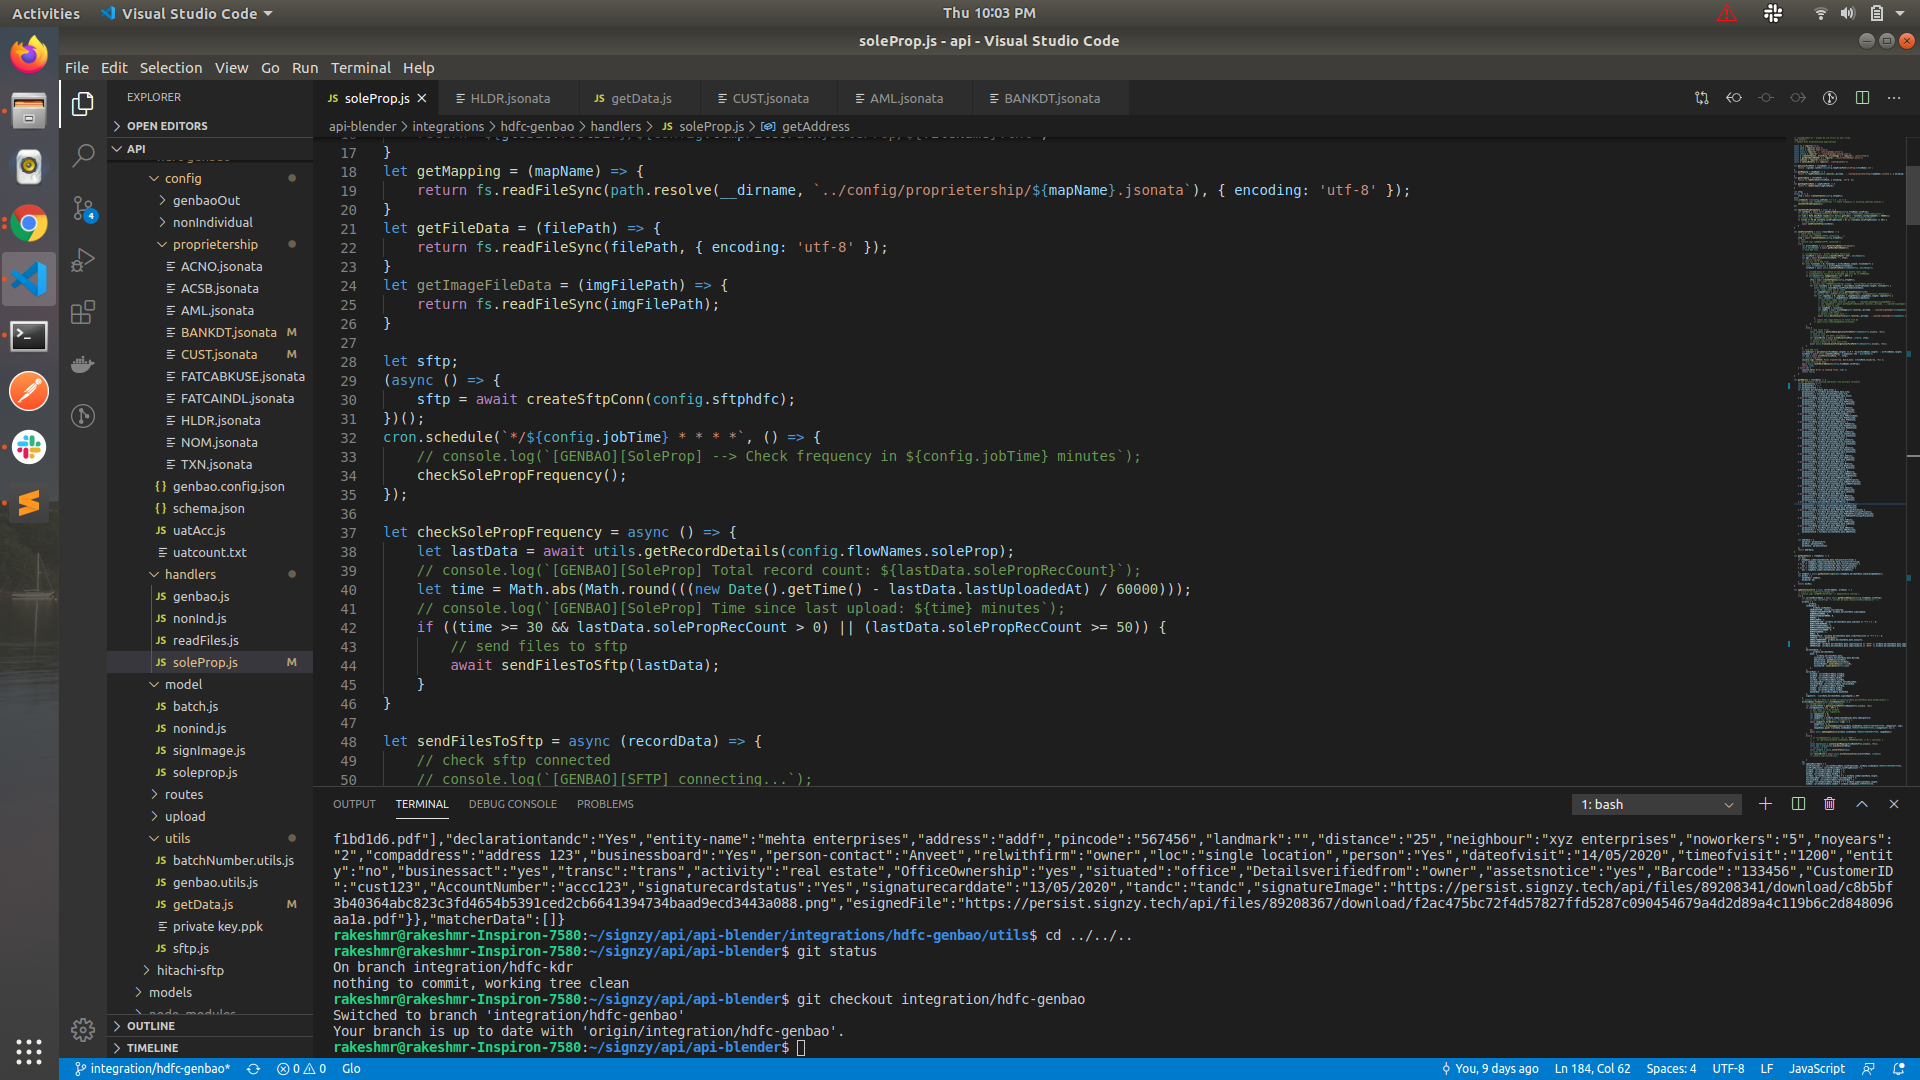 Activities
Visual Studio Code
Thu 10:03 PM
soleProp.js - api - Visual Studio Code
File Edit Selection View Go Run Terminal Help
EXPLORER
OPEN EDITORS
API
config
genbaoOut
nonIndividual
proprietership
ACNO.jsonata
ACSB.jsonata
AML.jsonata
BANKDT.jsonata M
CUST.jsonata M
FATCABKUSE.jsonata
FATCAINDL.jsonata
HLDR.jsonata
NOM.jsonata
TXN.jsonata
{} genbao.config.json
{} schema.json
JS uatAcc.js
uatcount.txt
handlers
JS genbao.js
JS nonInd.js
JS readFiles.js
JS soleProp.js M
model
JS batch.js
JS nonind.js
JS signImage.js
JS soleprop.js
routes
upload
utils
JS batchNumber.utils.js
JS genbao.utils.js
JS getData.js M
private key.ppk
JS sftp.js
hitachi-sftp
models
node_modules
OUTLINE
TIMELINE
4
JS soleProp.js
HLDR.jsonata
JS getData.js
CUST.jsonata
AML.jsonata
BANKDT.jsonata
api-blender > integrations > hdfc-genbao > handlers > JS soleProp.js > getAddress
17 }
18 let getMapping = (mapName) => {
19     return fs.readFileSync(path.resolve(__dirname, `../config/proprietership/${mapName}.jsonata`), { encoding: 'utf-8' });
20 }
21 let getFileData = (filePath) => {
22     return fs.readFileSync(filePath, { encoding: 'utf-8' });
23 }
24 let getImageFileData = (imgFilePath) => {
25     return fs.readFileSync(imgFilePath);
26 }
27
28 let sftp;
29 (async () => {
30     sftp = await createSftpConn(config.sftphdfc);
31 })();
32 cron.schedule(`*/${config.jobTime} * * * *`, () => {
33     // console.log(`[GENBAO][SoleProp] --> Check frequency in ${config.jobTime} minutes`);
34     checkSolePropFrequency();
35 });
36
37 let checkSolePropFrequency = async () => {
38     let lastData = await utils.getRecordDetails(config.flowNames.soleProp);
39     // console.log(`[GENBAO][SoleProp] Total record count: ${lastData.solePropRecCount}`);
40     let time = Math.abs(Math.round(((new Date().getTime() - lastData.lastUploadedAt) / 60000)));
41     // console.log(`[GENBAO][SoleProp] Time since last upload: ${time} minutes`);
42     if ((time >= 30 && lastData.solePropRecCount > 0) || (lastData.solePropRecCount >= 50)) {
43         // send files to sftp
44         await sendFilesToSftp(lastData);
45     }
46 }
47
48 let sendFilesToSftp = async (recordData) => {
49     // check sftp connected
50     // console.log(`[GENBAO][SFTP] connecting...`);
OUTPUT TERMINAL DEBUG CONSOLE PROBLEMS
1: bash
f1bd1d6.pdf"],"declarationtandc":"Yes","entity-name":"mehta enterprises","address":"addf","pincode":"567456","landmark":"","distance":"25","neighbour":"xyz enterprises","noworkers":"5","noyears":
"2","compaddress":"address 123","businessboard":"Yes","person-contact":"Anveet","relwithfirm":"owner","loc":"single location","person":"Yes","dateofvisit":"14/05/2020","timeofvisit":"1200","entit
y":"no","businessact":"yes","transc":"trans","activity":"real estate","OfficeOwnership":"yes","situated":"office","Detailsverifiedfrom":"owner","assetsnotice":"yes","Barcode":"133456","CustomerID
":"cust123","AccountNumber":"accc123","signaturecardstatus":"Yes","signaturecarddate":"13/05/2020","tandc":"tandc","signatureImage":"https://persist.signzy.tech/api/files/89208341/download/c8b5bf
3b40364abc823c3fd4654b5391ced2cb6641394734baad9ecd3443a088.png","esignedFile":"https://persist.signzy.tech/api/files/89208367/download/f2ac475bc72f4d57827ffd5287c090454679a4d2d89a4c119b6c2d848096
aa1a.pdf"}},"matcherData":[]}
rakeshmr@rakeshmr-Inspiron-7580:~/signzy/api/api-blender/integrations/hdfc-genbao/utils$ cd ../../..
rakeshmr@rakeshmr-Inspiron-7580:~/signzy/api/api-blender$ git status
On branch integration/hdfc-kdr
nothing to commit, working tree clean
rakeshmr@rakeshmr-Inspiron-7580:~/signzy/api/api-blender$ git checkout integration/hdfc-genbao
Switched to branch 'integration/hdfc-genbao'
Your branch is up to date with 'origin/integration/hdfc-genbao'.
rakeshmr@rakeshmr-Inspiron-7580:~/signzy/api/api-blender$
integration/hdfc-genbao* 0 0 Glo
You, 9 days ago Ln 184, Col 62 Spaces: 4 UTF-8 LF JavaScript